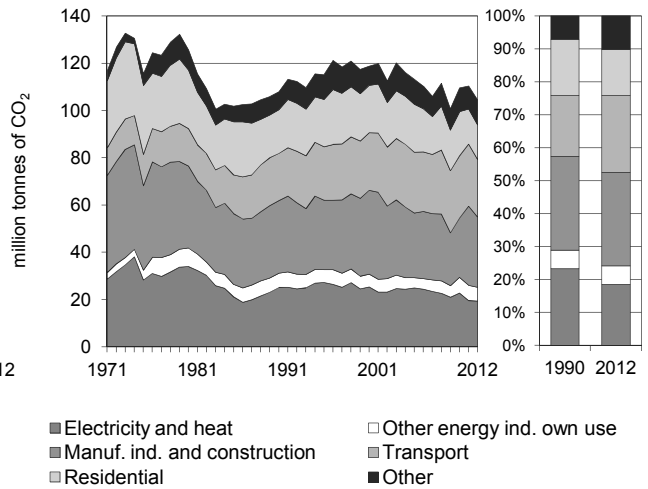 million tonnes of CO2
140
120
100
80
60
40
20
0
12
1971 1981 1991 2001 2012
100%
90%
80%
70%
60%
50%
40%
30%
20%
10%
0%
1990 2012
Electricity and heat
Other energy ind. own use
Manuf. ind. and construction
Transport
Residential
Other